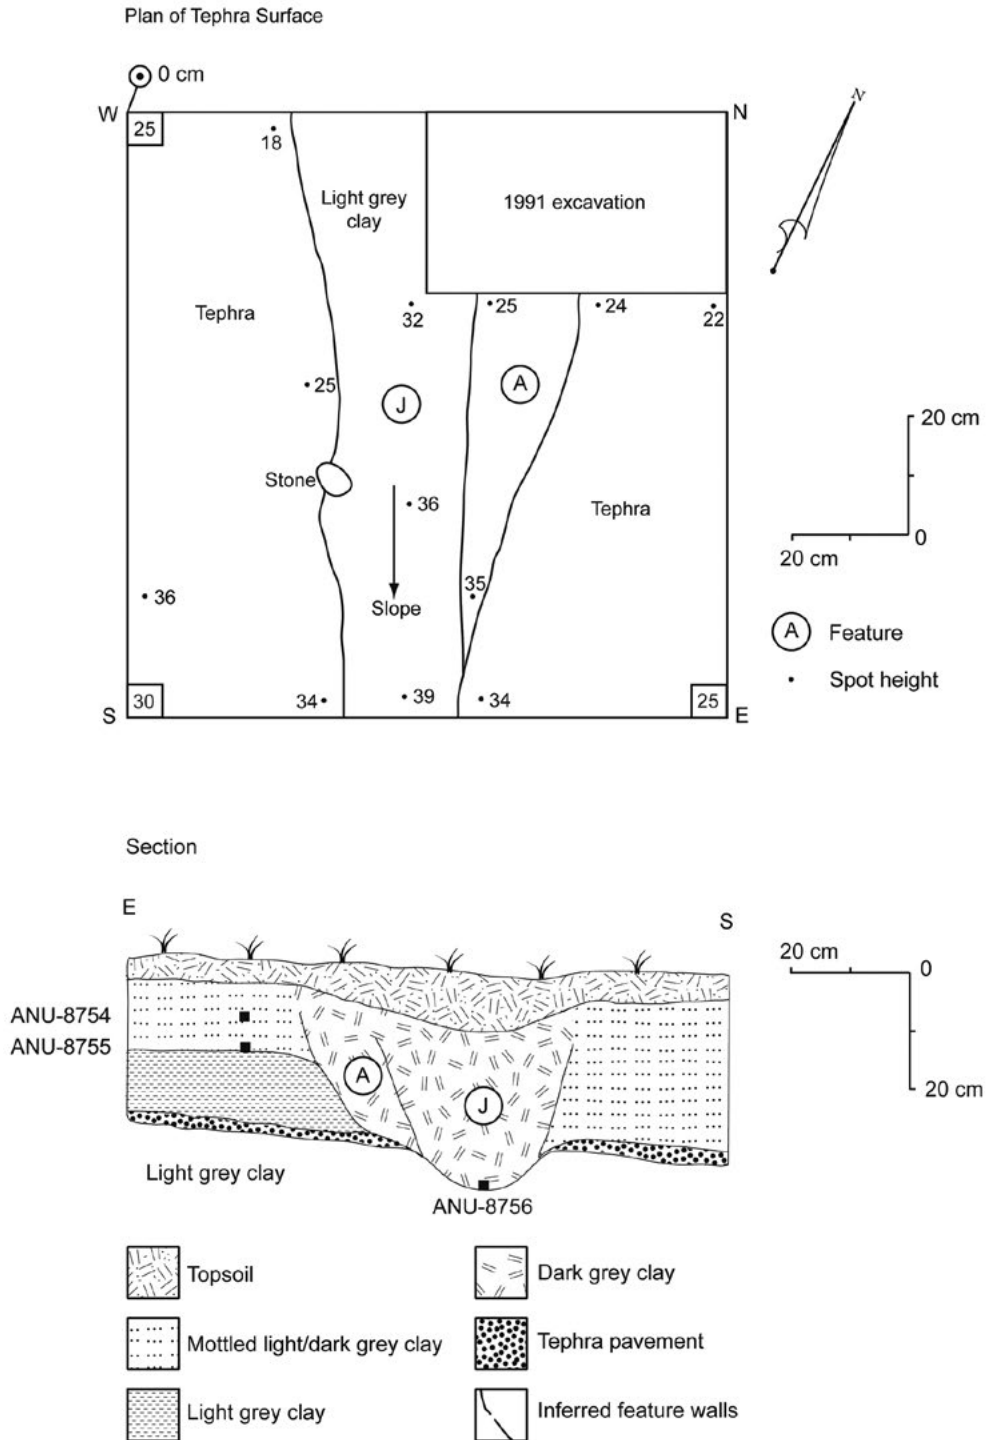 Plan of Tephra Surface
0 cm
W
N
25
18
N
Light grey
clay
1991 excavation
Tephra
32
25
24
22
25
J
A
20 cm
0
20 cm
Stone
36
Tephra
36
35
Slope
A Feature
Spot height
30
34
39
34
25
S
E
Section
E
S
20 cm
0
20 cm
ANU-8754
ANU-8755
A
J
Light grey clay
ANU-8756
Topsoil
Dark grey clay
Mottled light/dark grey clay
Tephra pavement
Light grey clay
Inferred feature walls